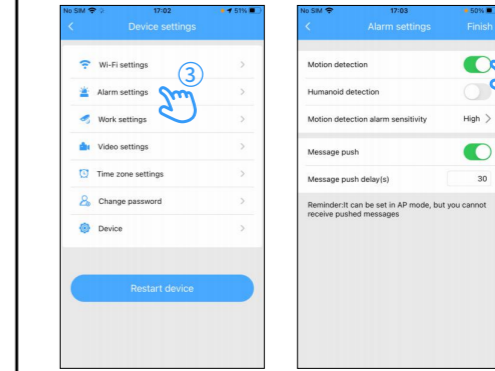 No SIM 17:02 51%
Device settings
Wi-Fi settings
③
Alarm settings
Work settings
Video settings
Time zone settings
Change password
Device
Restart device
No SIM 17:03 50%
Alarm settings Finish
Motion detection
Humanoid detection
Motion detection alarm sensitivity High
Message push
Message push delay(s) 30
Reminder:It can be set in AP mode, but you cannot
receive pushed messages